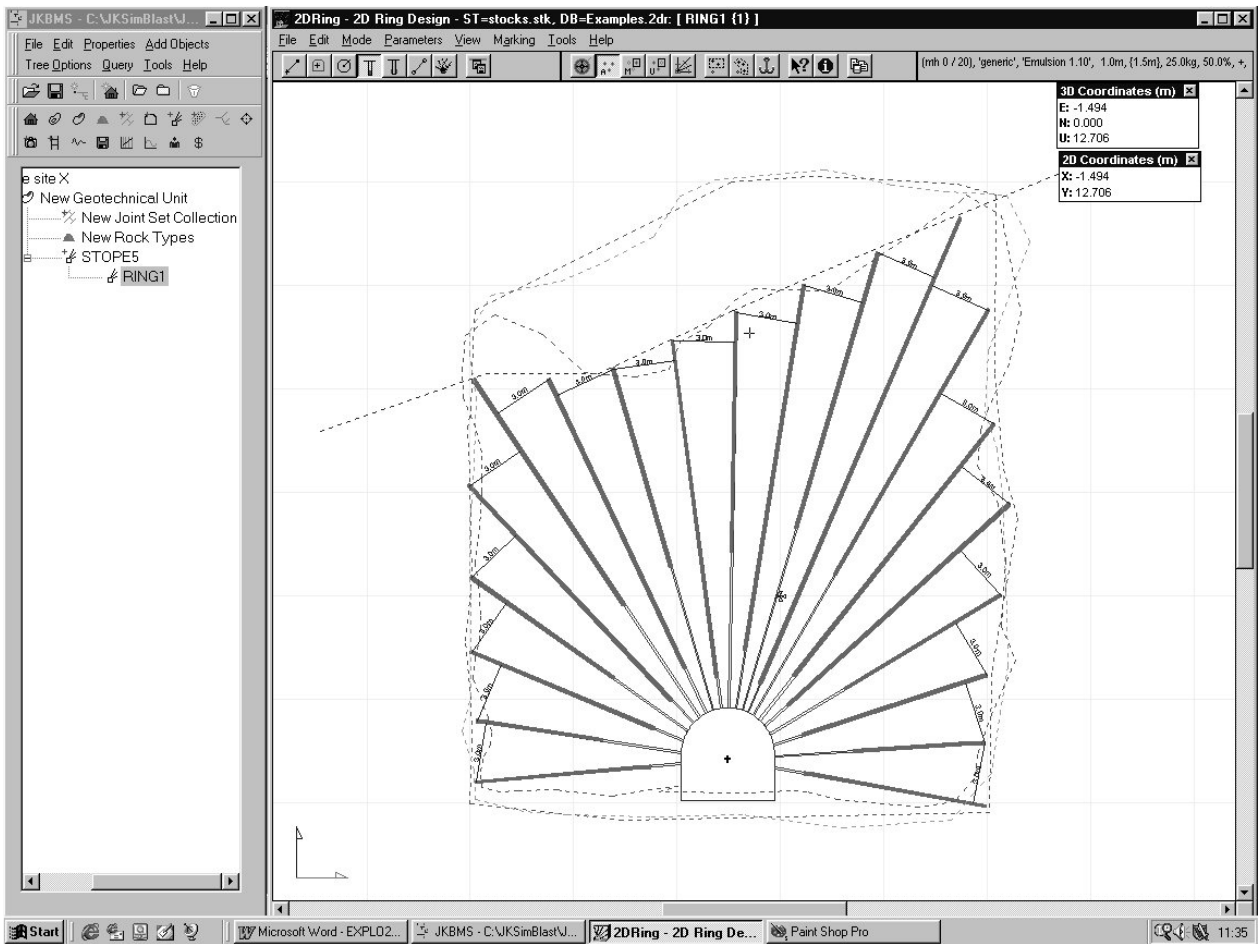 JKBMS - C:\JKSimBlast\J...
File Edit Properties Add Objects
Tree Options Query Tools Help
e site X
New Geotechnical Unit
New Joint Set Collection
New Rock Types
STOPE5
RING1
2DRing - 2D Ring Design - ST=stocks.stk, DB=Examples.2dr: [ RING1 {1} ]
File Edit Mode Parameters View Marking Tools Help
(mh 0 / 20), 'generic', 'Emulsion 1.10', 1.0m, {1.5m}, 25.0kg, 50.0%, +,
3D Coordinates (m)
E: -1.494
N: 0.000
U: 12.706
2D Coordinates (m)
X: -1.494
Y: 12.706
3.0m
3.0m
3.0m
3.0m
3.0m
3.0m
3.0m
3.0m
3.0m
3.0m
3.0m
3.0m
3.0m
3.0m
Start
Microsoft Word - EXPLO2...
JKBMS - C:\JKSimBlast\J...
2DRing - 2D Ring De...
Paint Shop Pro
11:35